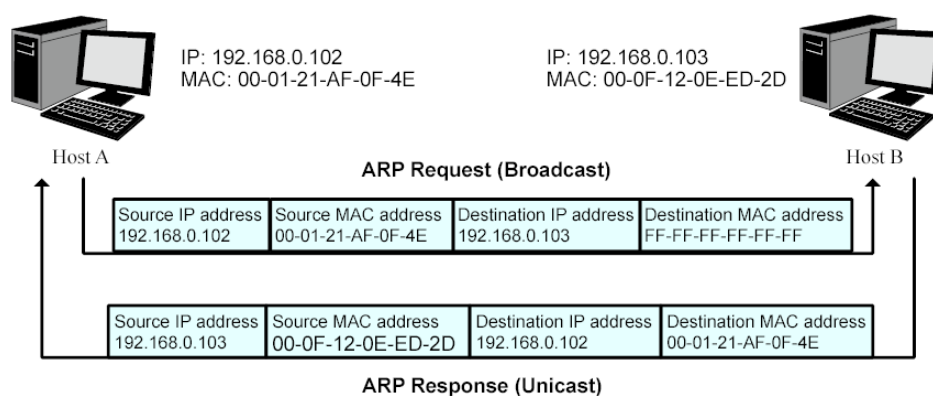 IP: 192.168.0.102
MAC: 00-01-21-AF-0F-4E
IP: 192.168.0.103
MAC: 00-0F-12-0E-ED-2D
Host A
Host B
ARP Request (Broadcast)
Source IP address
192.168.0.102
Source MAC address
00-01-21-AF-0F-4E
Destination IP address
192.168.0.103
Destination MAC address
FF-FF-FF-FF-FF-FF
Source IP address
192.168.0.103
Source MAC address
00-0F-12-0E-ED-2D
Destination IP address
192.168.0.102
Destination MAC address
00-01-21-AF-0F-4E
ARP Response (Unicast)